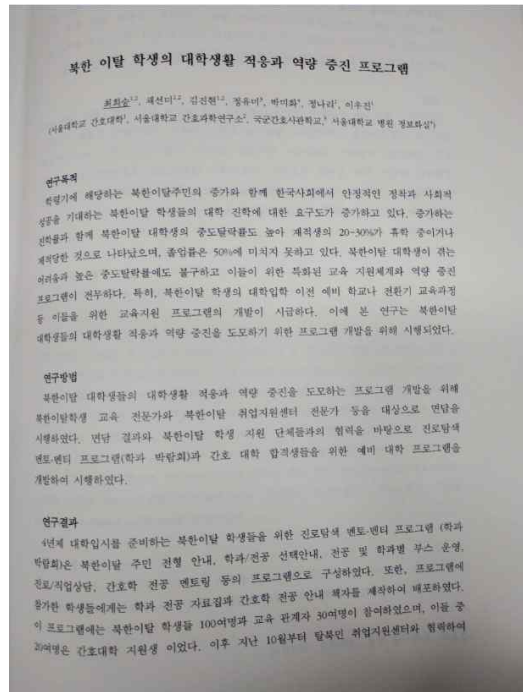 북한 이탈 학생의 대학생활 적응과 역량 증진 프로그램
최희승1,2, 채선미1,2, 김진현1,2, 정유미3, 박미화3, 정나리1, 이우진1
(서울대학교 간호대학1, 서울대학교 간호과학연구소2, 국군간호사관학교,3 서울대학교 병원 정보화실4)
연구목적
학령기에 해당하는 북한이탈주민의 증가와 함께 한국사회에서 안정적인 정착과 사회적
성공을 기대하는 북한이탈 학생들의 대학 진학에 대한 요구도가 증가하고 있다. 증가하는
진학률과 함께 북한이탈 대학생의 중도탈락률도 높아 재적생의 20-30%가 휴학 중이거나
제적당한 것으로 나타났으며, 졸업률은 50%에 미치지 못하고 있다. 북한이탈 대학생이 겪는
어려움과 높은 중도탈락률에도 불구하고 이들이 위한 특화된 교육 지원체계와 역량 증진
프로그램이 전무하다. 특히, 북한이탈 학생의 대학입학 이전 예비 학교나 전환기 교육과정
등 이들을 위한 교육지원 프로그램의 개발이 시급하다. 이에 본 연구는 북한이탈
대학생들의 대학생활 적응과 역량 증진을 도모하기 위한 프로그램 개발을 위해 시행되었다.
연구방법
북한이탈 대학생들의 대학생활 적응과 역량 증진을 도모하는 프로그램 개발을 위해
북한이탈학생 교육 전문가와 북한이탈 취업지원센터 전문가 등을 대상으로 면담을
시행하였다. 면담 결과와 북한이탈 학생 지원 단체들과의 협력을 바탕으로 진로탐색
멘토-멘티 프로그램(학과 박람회)과 간호 대학 합격생들을 위한 예비 대학 프로그램을
개발하여 시행하였다.
연구결과
4년제 대학입시를 준비하는 북한이탈 학생들을 위한 진로탐색 멘토-멘티 프로그램 (학과
박람회)은 북한이탈 주민 전형 안내, 학과/전공 선택안내, 전공 및 학과별 부스 운영,
진로/직업상담, 간호학 전공 멘토링 등의 프로그램으로 구성하였다. 또한, 프로그램에
참가한 학생들에게는 학과 전공 자료집과 간호학 전공 안내 책자를 제작하여 배포하였다.
이 프로그램에는 북한이탈 학생들 100여명과 교육 관계자 30여명이 참여하였으며, 이들 중
20여명은 간호대학 지원생 이었다. 이후 지난 10월부터 탈북민 취업지원센터와 협력하여